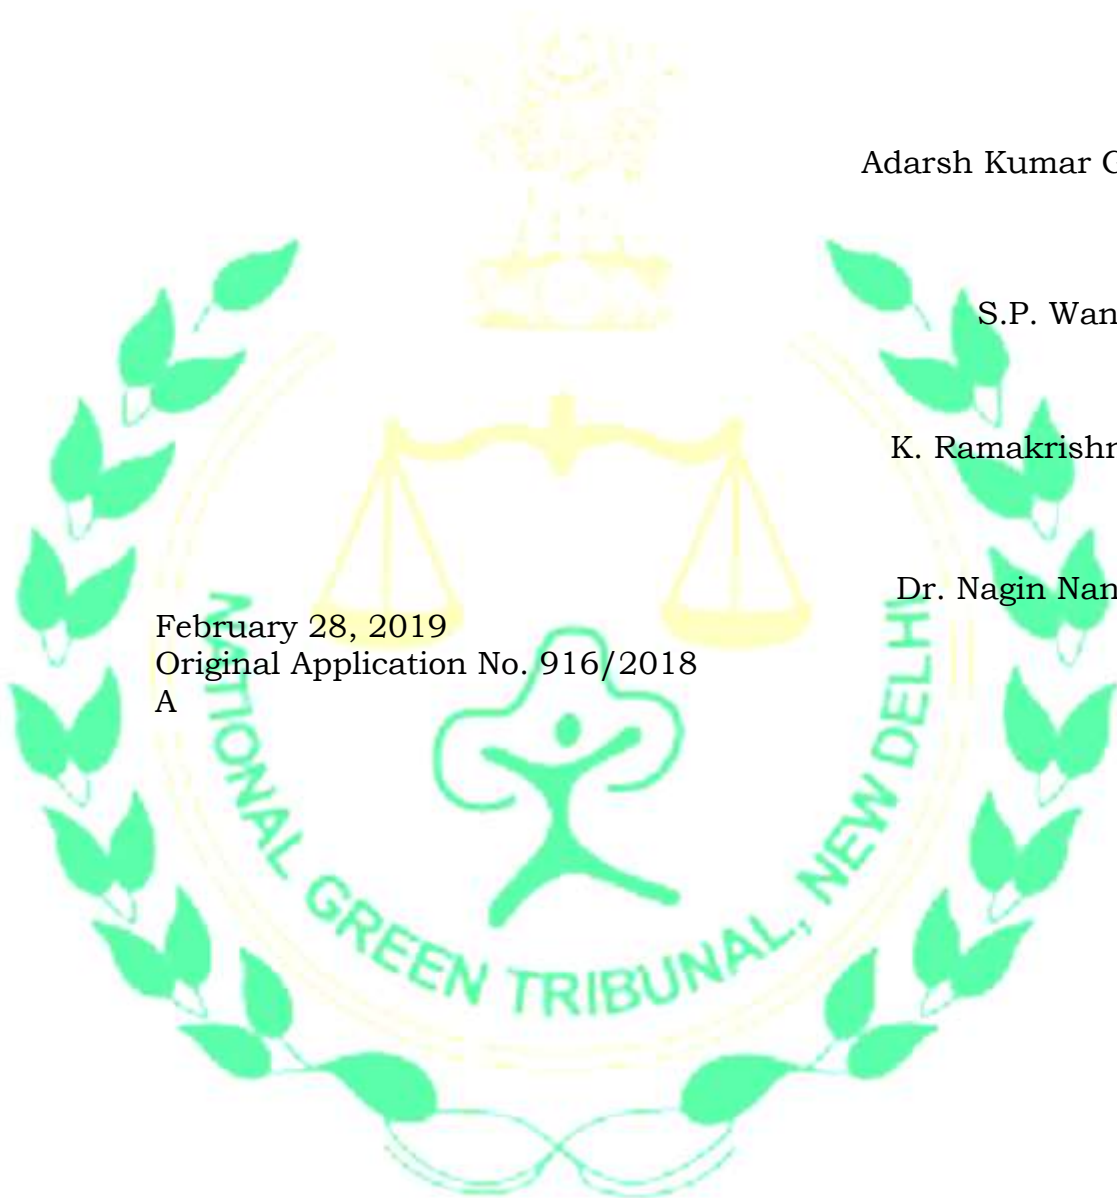 Adarsh Kumar
S.P. Wan
K. Ramakrishn
Dr. Nagin Nan
February 28, 2019
Original Application No. 916/2018
A
NATIONAL GREEN TRIBUNAL, NEW DELHI